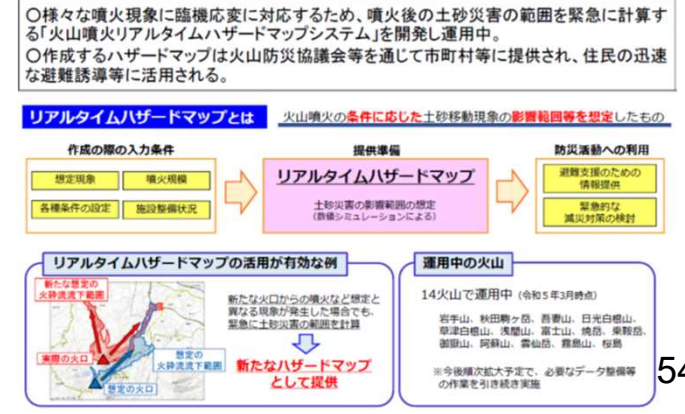 ○様々な噴火現象に臨機応変に対応するため、噴火後の土砂災害の範囲を緊急に計算す
る「火山噴火リアルタイムハザードマップシステム」を開発し運用中。
○作成するハザードマップは火山防災協議会等を通じて市町村等に提供され、住民の迅速
な避難誘導等に活用される。
リアルタイムハザードマップとは
火山噴火の条件に応じた土砂移動現象の影響範囲等を想定したもの
作成の際の入力条件
想定現象
噴火規模
各種条件の設定
施設整備状況
提供準備
リアルタイムハザードマップ
土砂災害の影響範囲の想定
(数値シミュレーションによる)
防災活動への利用
避難支援のための
情報提供
緊急的な
減災対策の検討
リアルタイムハザードマップの活用が有効な例
新たな想定の
火砕流流下範囲
実際の火口
想定の
火砕流流下範囲
想定の火口
新たな火口からの噴火など想定と
異なる現象が発生した場合でも、
緊急に土砂災害の範囲を計算
新たなハザードマップ
として提供
運用中の火山
14火山で運用中(令和5年3月時点)
岩手山、秋田駒ヶ岳、吾妻山、日光白根山、
草津白根山、浅間山、富士山、焼岳、乗鞍岳、
御嶽山、阿蘇山、雲仙岳、霧島山、桜島
※今後順次拡大予定で、必要なデータ整備等
の作業を引き続き実施
54